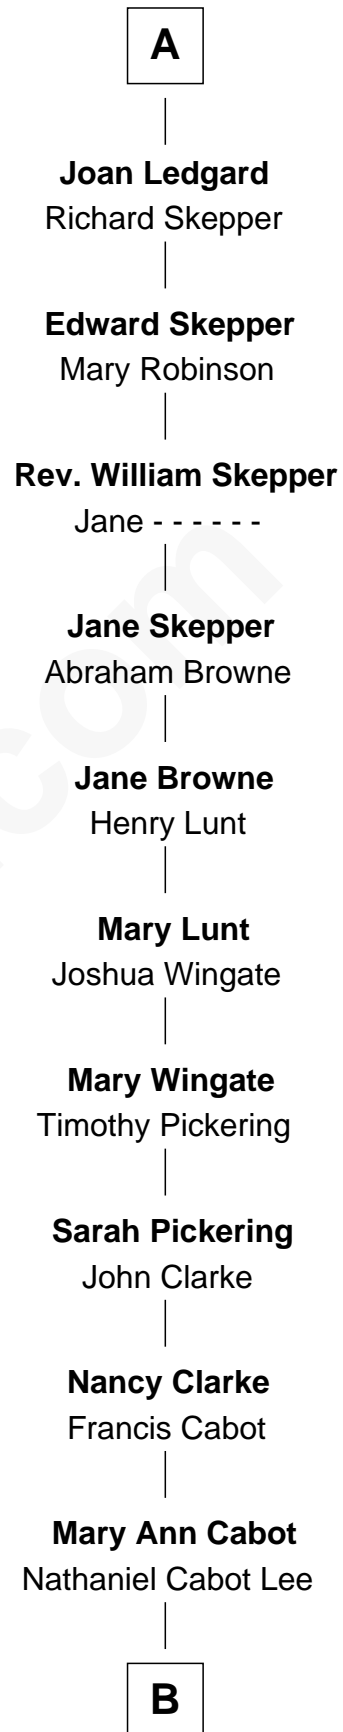 A
Joan Ledgard
Richard Skepper
Edward Skepper
Mary Robinson
Rev. William Skepper
Jane - - - - - -
Jane Skepper
Abraham Browne
Jane Browne
Henry Lunt
Mary Lunt
Joshua Wingate
Mary Wingate
Timothy Pickering
Sarah Pickering
John Clarke
Nancy Clarke
Francis Cabot
Mary Ann Cabot
Nathaniel Cabot Lee
B